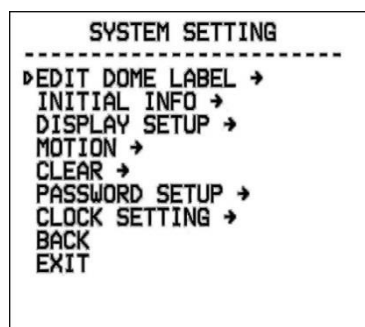 SYSTEM SETTING
EDIT DOME LABEL →
INITIAL INFO →
DISPLAY SETUP →
MOTION →
CLEAR →
PASSWORD SETUP →
CLOCK SETTING →
BACK
EXIT